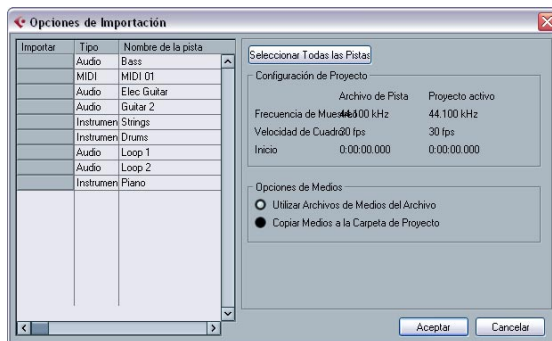 Opciones de Importación
Importar Tipo Nombre de la pista
Audio Bass
MIDI MIDI 01
Audio Elec Guitar
Audio Guitar 2
Instrumen Strings
Instrumen Drums
Audio Loop 1
Audio Loop 2
Instrumen Piano
Seleccionar Todas las Pistas
Configuración de Proyecto
Archivo de Pista Proyecto activo
Frecuencia de Muestreo 44.100 kHz 44.100 kHz
Velocidad de Cuadro 30 fps 30 fps
Inicio 0:00:00.000 0:00:00.000
Opciones de Medios
Utilizar Archivos de Medios del Archivo
Copiar Medios a la Carpeta de Proyecto
Aceptar Cancelar